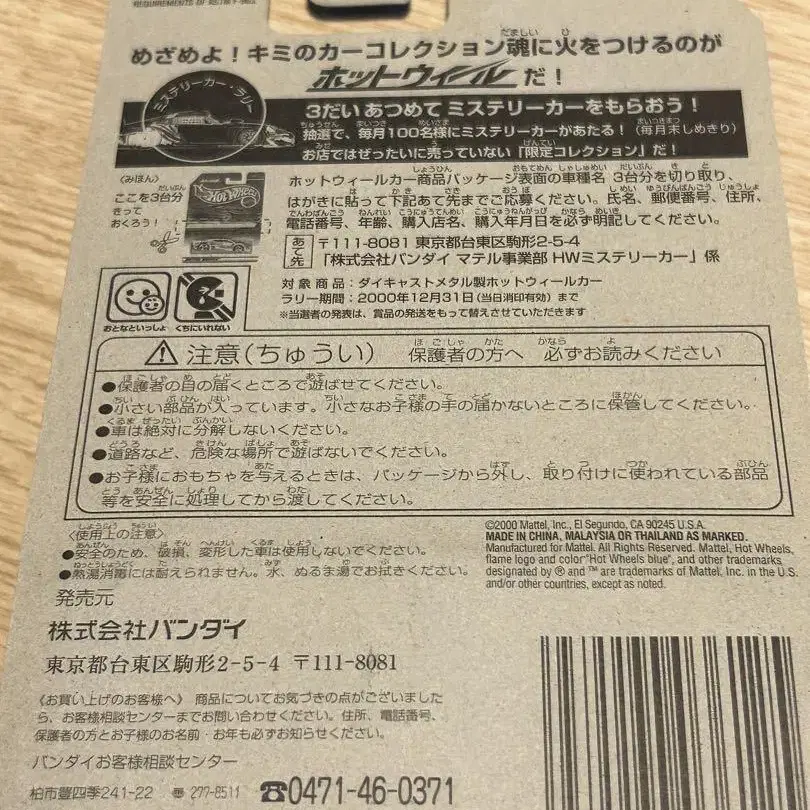 めざめよ！キミのカーコレクション魂に火をつけるのが
ホットウィールだ！
ミステリーカー・ラリー
3だいあつめてミステリーカーをもらおう！
抽選で、毎月100名様にミステリーカーがあたる！（毎月末しめきり）
お店ではぜったいに売っていない「限定コレクション」だ！
〈みほん〉
ここを3台分
きって
おくろう！
Hot Wheels
ホットウィールカー商品パッケージ表面の車種名 3台分を切り取り、
はがきに貼って下記あて先までご応募ください。氏名、郵便番号、住所、
電話番号、年齢、購入店名、購入年月日を必ず明記してください。
あて先
〒111-8081 東京都台東区駒形2-5-4
「株式会社バンダイ マテル事業部 HWミステリーカー」係
対象商品：ダイキャストメタル製ホットウィールカー
ラリー期間：2000年12月31日(当日消印有効)まで
※当選者の発表は、賞品の発送をもって替えさせていただきます
おとなといっしょ
くちにいれない
注意(ちゅうい) 保護者の方へ 必ずお読みください
●保護者の目の届くところで遊ばせてください。
●小さい部品が入っています。小さなお子様の手の届かないところに保管してください。
●車は絶対に分解しないください。
●道路など、危険な場所で遊ばないでください。
●お子様におもちゃを与えるときは、パッケージから外し、取り付けに使われている部品
等を安全に処理してから渡してください。
〈使用上の注意〉
●安全のため、破損、変形した車は使用しないでください。
●熱湯消毒には耐えられません。水、ぬるま湯でお拭きください。
©2000 Mattel, Inc., El Segundo, CA 90245 U.S.A.
MADE IN CHINA, MALAYSIA OR THAILAND AS MARKED.
Manufactured for Mattel. All Rights Reserved. Mattel, Hot Wheels,
flame logo and color "Hot Wheels blue", and other trademarks
designated by ® and ™ are trademarks of Mattel, Inc. in the U.S.
and/or other countries, except as noted.
発売元
株式会社バンダイ
東京都台東区駒形2-5-4 〒111-8081
《お買い上げのお客様へ》 商品についてお気づきの点がございました
ら、お客様相談センターまでお問い合わせください。住所、電話番号、
保護者の方とお子様のお名前・お年も必ずお知らせください。
バンダイお客様相談センター
柏市豊四季241-22 〒277-8511 ☎0471-46-0371